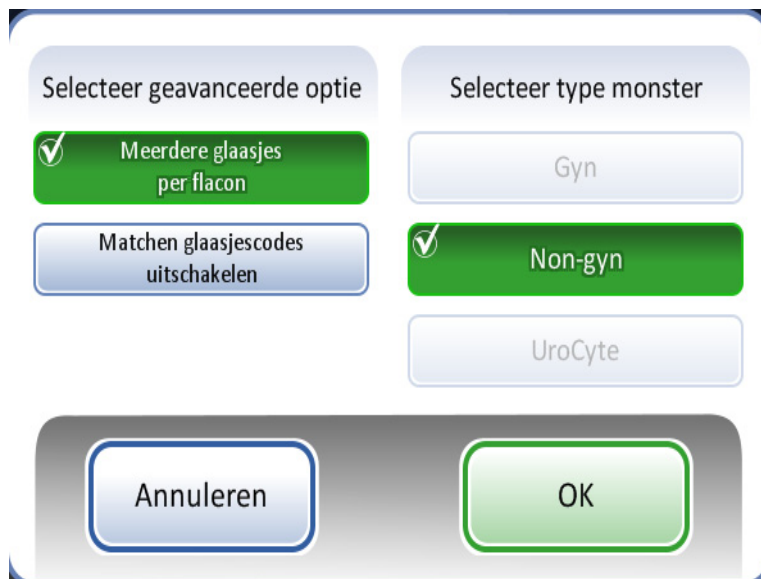 Selecteer geavanceerde optie
Meerdere glaasjes
per flacon
Matchen glaasjescodes
uitschakelen
Selecteer type monster
Gyn
Non-gyn
UroCyte
Annuleren
OK